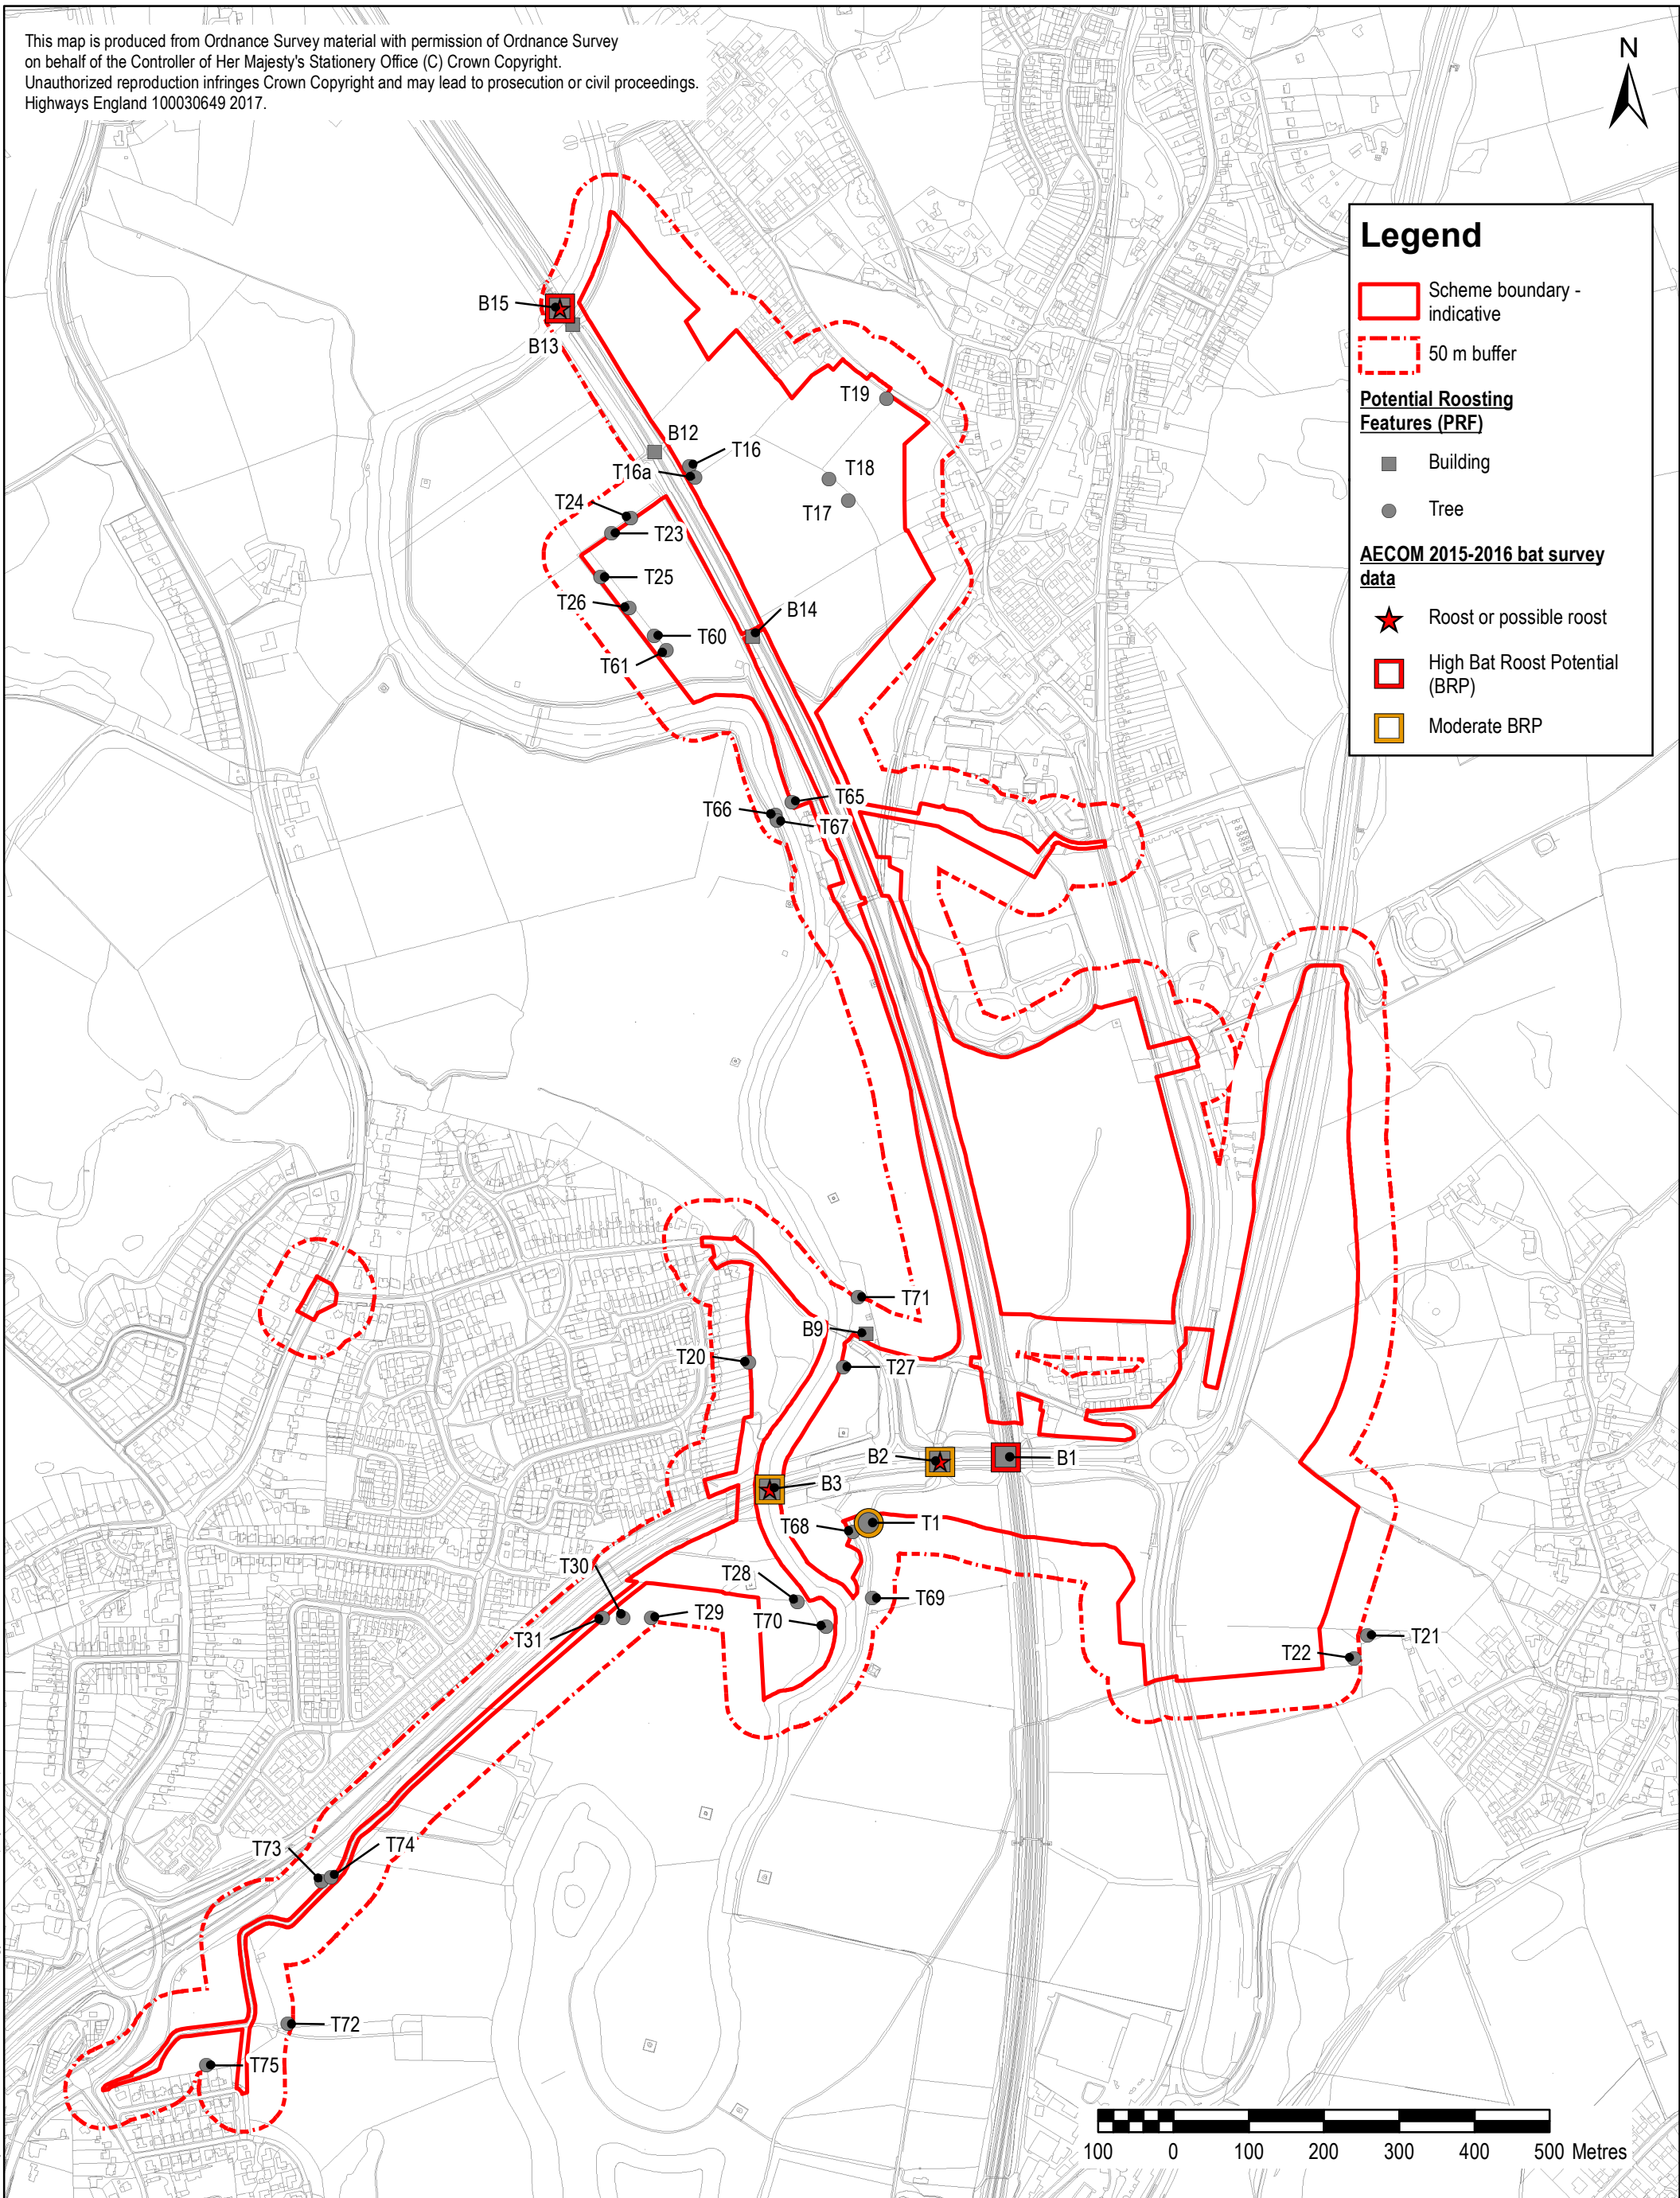 This map is produced from Ordnance Survey material with permission of Ordnance Survey
on behalf of the Controller of Her Majesty's Stationery Office (C) Crown Copyright.
Unauthorized reproduction infringes Crown Copyright and may lead to prosecution or civil proceedings.
Highways England 100030649 2017.
N
Legend
Scheme boundary -
indicative
50 m buffer
Potential Roosting
Features (PRF)
Building
Tree
AECOM 2015-2016 bat survey
data
Roost or possible roost
High Bat Roost Potential
(BRP)
Moderate BRP
B15
B13
T19
B12
T16
T16a
T18
T17
T24
T23
T25
T26
B14
T60
T61
T65
T66
T67
T71
B9
T20
T27
B2
B1
B3
T68
T1
T30
T28
T69
T29
T70
T31
T21
T22
T73
T74
T72
T75
100 0 100 200 300 400 500 Metres